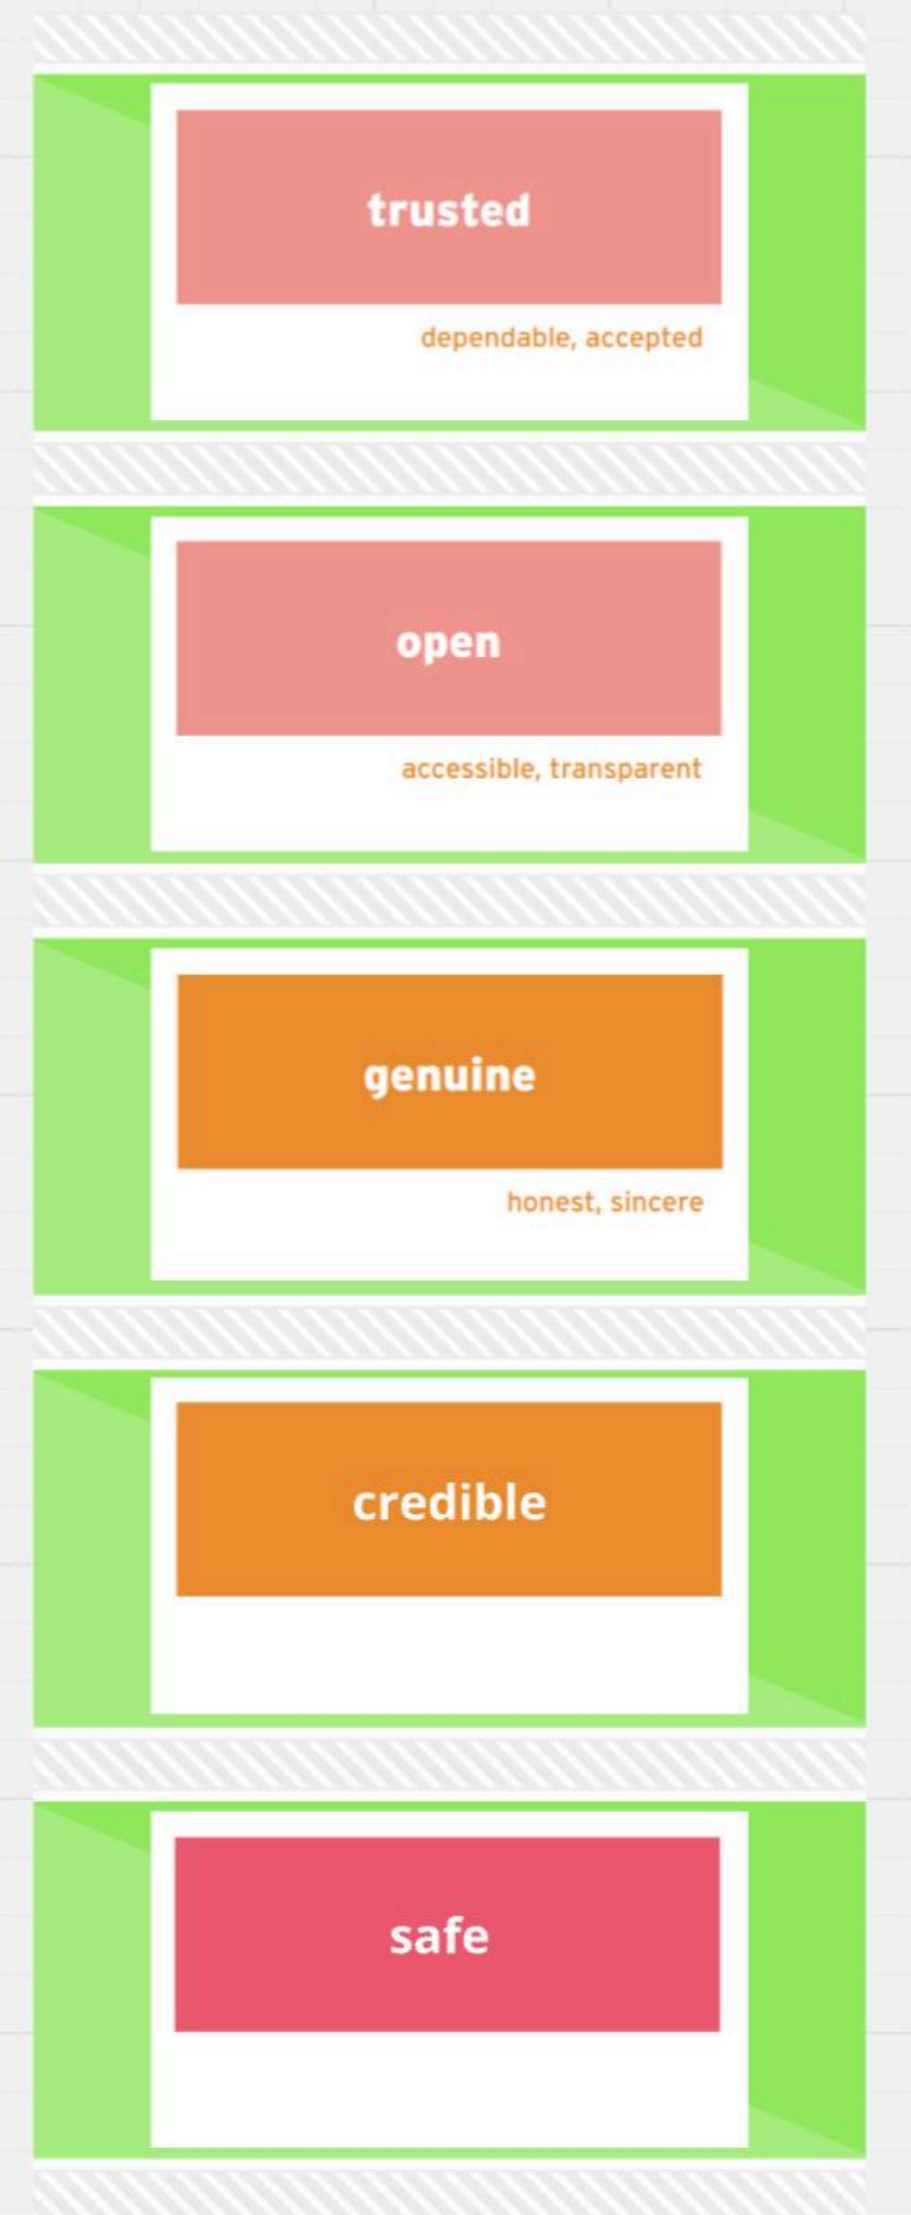 trusted
dependable, accepted
open
accessible, transparent
genuine
honest, sincere
credible
safe